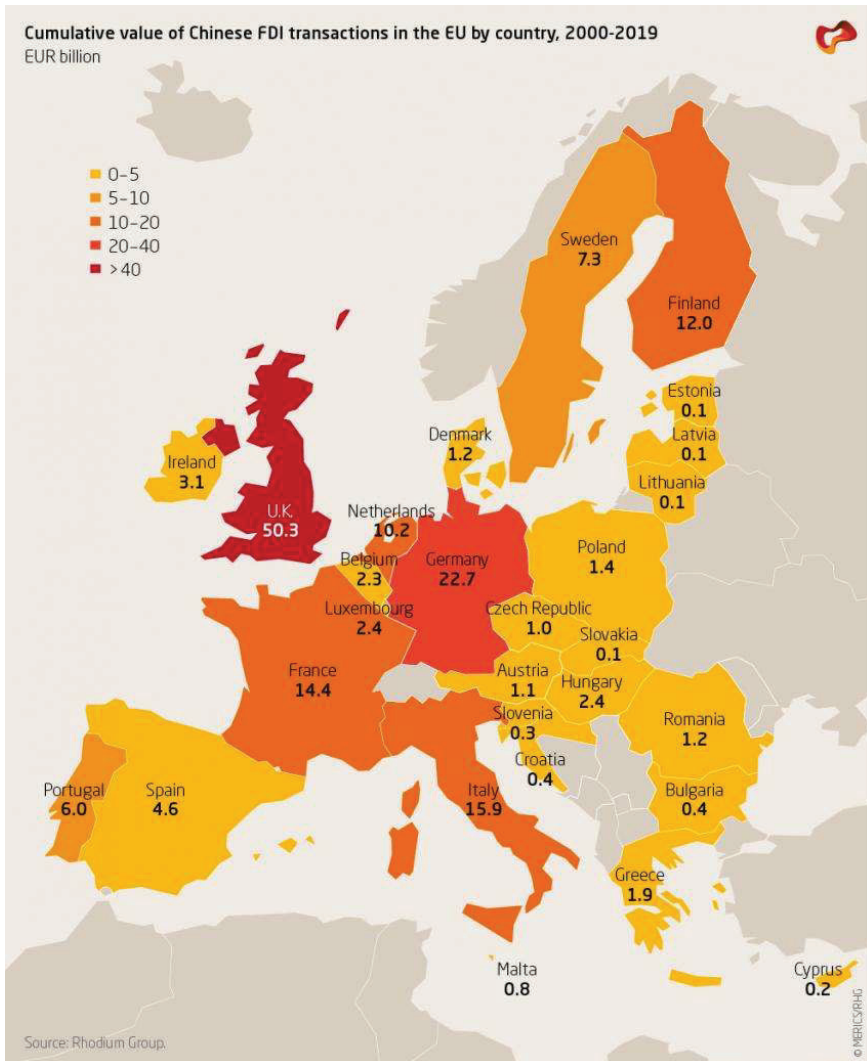 Cumulative value of Chinese FDI transactions in the EU by country, 2000-2019
EUR billion
0–5
5–10
10–20
20–40
>40
Sweden
7.3
Finland
12.0
Estonia
0.1
Latvia
0.1
Lithuania
0.1
Denmark
1.2
Ireland
3.1
U.K.
50.3
Netherlands
10.2
Belgium
2.3
Luxembourg
2.4
Germany
22.7
Poland
1.4
Czech Republic
1.0
Slovakia
0.1
Austria
1.1
Hungary
2.4
Slovenia
0.3
Croatia
0.4
Romania
1.2
Bulgaria
0.4
France
14.4
Portugal
6.0
Spain
4.6
Italy
15.9
Greece
1.9
Malta
0.8
Cyprus
0.2
Source: Rhodium Group.
© MERICS/RHG